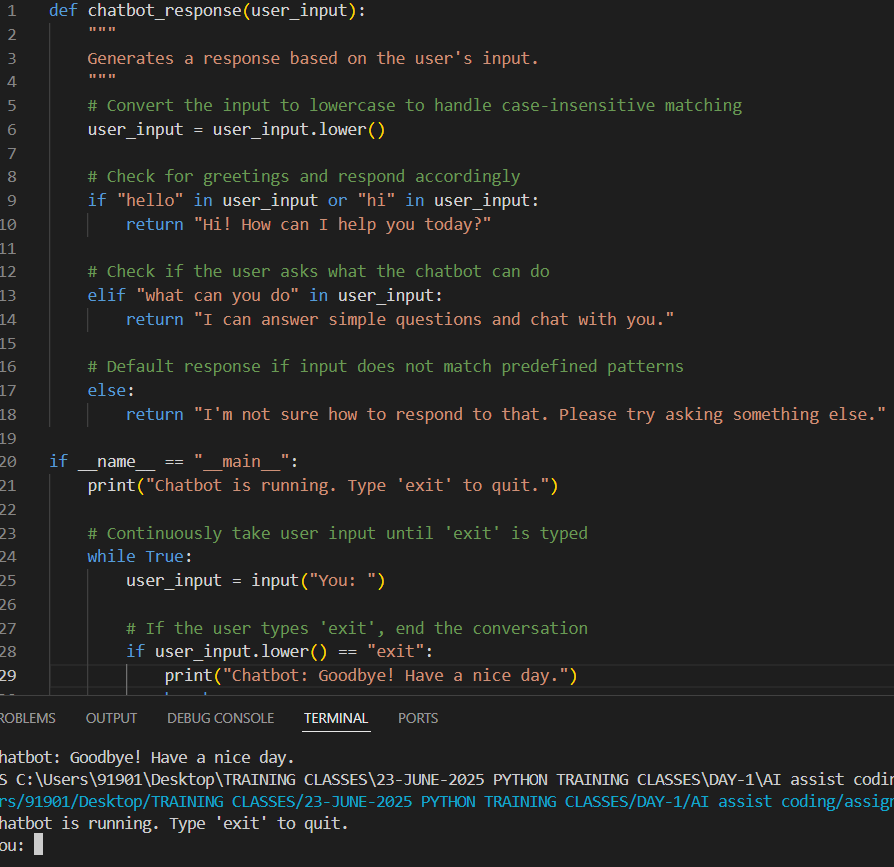 1 def chatbot_response(user_input):
2     """
3     Generates a response based on the user's input.
4     """
5     # Convert the input to lowercase to handle case-insensitive matching
6     user_input = user_input.lower()
7
8     # Check for greetings and respond accordingly
9     if "hello" in user_input or "hi" in user_input:
10         return "Hi! How can I help you today?"
11
12     # Check if the user asks what the chatbot can do
13     elif "what can you do" in user_input:
14         return "I can answer simple questions and chat with you."
15
16     # Default response if input does not match predefined patterns
17     else:
18         return "I'm not sure how to respond to that. Please try asking something else."
19
20 if __name__ == "__main__":
21     print("Chatbot is running. Type 'exit' to quit.")
22
23     # Continuously take user input until 'exit' is typed
24     while True:
25         user_input = input("You: ")
26
27         # If the user types 'exit', end the conversation
28         if user_input.lower() == "exit":
29             print("Chatbot: Goodbye! Have a nice day.")
ROBLEMS OUTPUT DEBUG CONSOLE TERMINAL PORTS
hatbot: Goodbye! Have a nice day.
S C:\Users\91901\Desktop\TRAINING CLASSES\23-JUNE-2025 PYTHON TRAINING CLASSES\DAY-1\AI assist codin
rs/91901/Desktop/TRAINING CLASSES/23-JUNE-2025 PYTHON TRAINING CLASSES/DAY-1/AI assist coding/assign
hatbot is running. Type 'exit' to quit.
ou: